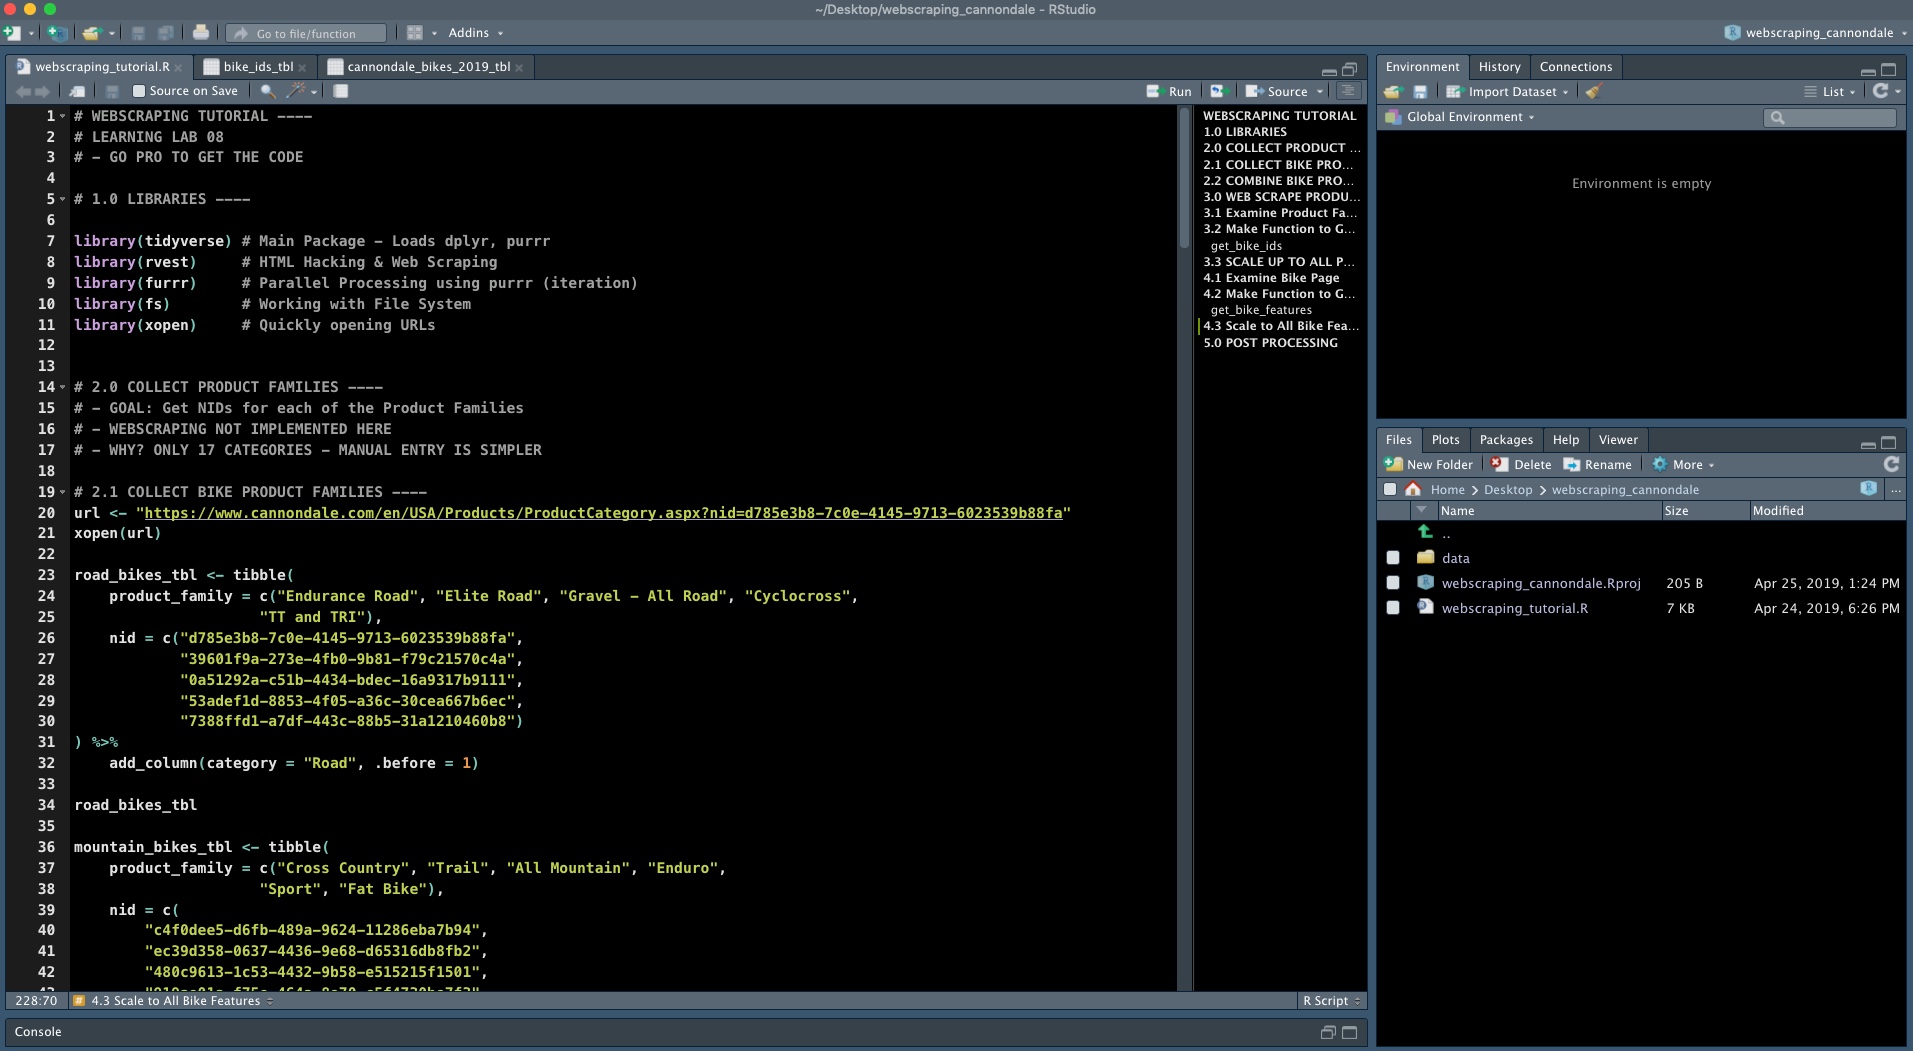 ~/Desktop/webscraping_cannondale - RStudio
Go to file/function
Addins
webscraping_cannondale
webscraping_tutorial.R
bike_ids_tbl
cannondale_bikes_2019_tbl
Source on Save
Run
Source
1 # WEBSCRAPING TUTORIAL ----
2 # LEARNING LAB 08
3 # - GO PRO TO GET THE CODE
4
5 # 1.0 LIBRARIES ----
6
7 library(tidyverse) # Main Package - Loads dplyr, purrr
8 library(rvest)     # HTML Hacking & Web Scraping
9 library(furrr)     # Parallel Processing using purrr (iteration)
10 library(fs)        # Working with File System
11 library(xopen)     # Quickly opening URLs
12
13
14 # 2.0 COLLECT PRODUCT FAMILIES ----
15 # - GOAL: Get NIDs for each of the Product Families
16 # - WEBSCRAPING NOT IMPLEMENTED HERE
17 # - WHY? ONLY 17 CATEGORIES - MANUAL ENTRY IS SIMPLER
18
19 # 2.1 COLLECT BIKE PRODUCT FAMILIES ----
20 url <- "https://www.cannondale.com/en/USA/Products/ProductCategory.aspx?nid=d785e3b8-7c0e-4145-9713-6023539b88fa"
21 xopen(url)
22
23 road_bikes_tbl <- tibble(
24     product_family = c("Endurance Road", "Elite Road", "Gravel - All Road", "Cyclocross",
25                      "TT and TRI"),
26     nid = c("d785e3b8-7c0e-4145-9713-6023539b88fa",
27             "39601f9a-273e-4fb0-9b81-f79c21570c4a",
28             "0a51292a-c51b-4434-bdec-16a9317b9111",
29             "53adef1d-8853-4f05-a36c-30cea667b6ec",
30             "7388ffd1-a7df-443c-88b5-31a1210460b8")
31 ) %>%
32     add_column(category = "Road", .before = 1)
33
34 road_bikes_tbl
35
36 mountain_bikes_tbl <- tibble(
37     product_family = c("Cross Country", "Trail", "All Mountain", "Enduro",
38                      "Sport", "Fat Bike"),
39     nid = c(
40         "c4f0dee5-d6fb-489a-9624-11286eba7b94",
41         "ec39d358-0637-4436-9e68-d65316db8fb2",
42         "480c9613-1c53-4432-9b58-e515215f1501",
WEBSCRAPING TUTORIAL
1.0 LIBRARIES
2.0 COLLECT PRODUCT ...
2.1 COLLECT BIKE PRO...
2.2 COMBINE BIKE PRO...
3.0 WEB SCRAPE PRODU...
3.1 Examine Product Fa...
3.2 Make Function to G...
get_bike_ids
3.3 SCALE UP TO ALL P...
4.1 Examine Bike Page
4.2 Make Function to G...
get_bike_features
4.3 Scale to All Bike Fea...
5.0 POST PROCESSING
228:70
# 4.3 Scale to All Bike Features
R Script
Console
Environment
History
Connections
Import Dataset
List
Global Environment
Environment is empty
Files
Plots
Packages
Help
Viewer
New Folder
Delete
Rename
More
Home
Desktop
webscraping_cannondale
...
Name
Size
Modified
..
data
webscraping_cannondale.Rproj 205 B Apr 25, 2019, 1:24 PM
webscraping_tutorial.R 7 KB Apr 24, 2019, 6:26 PM